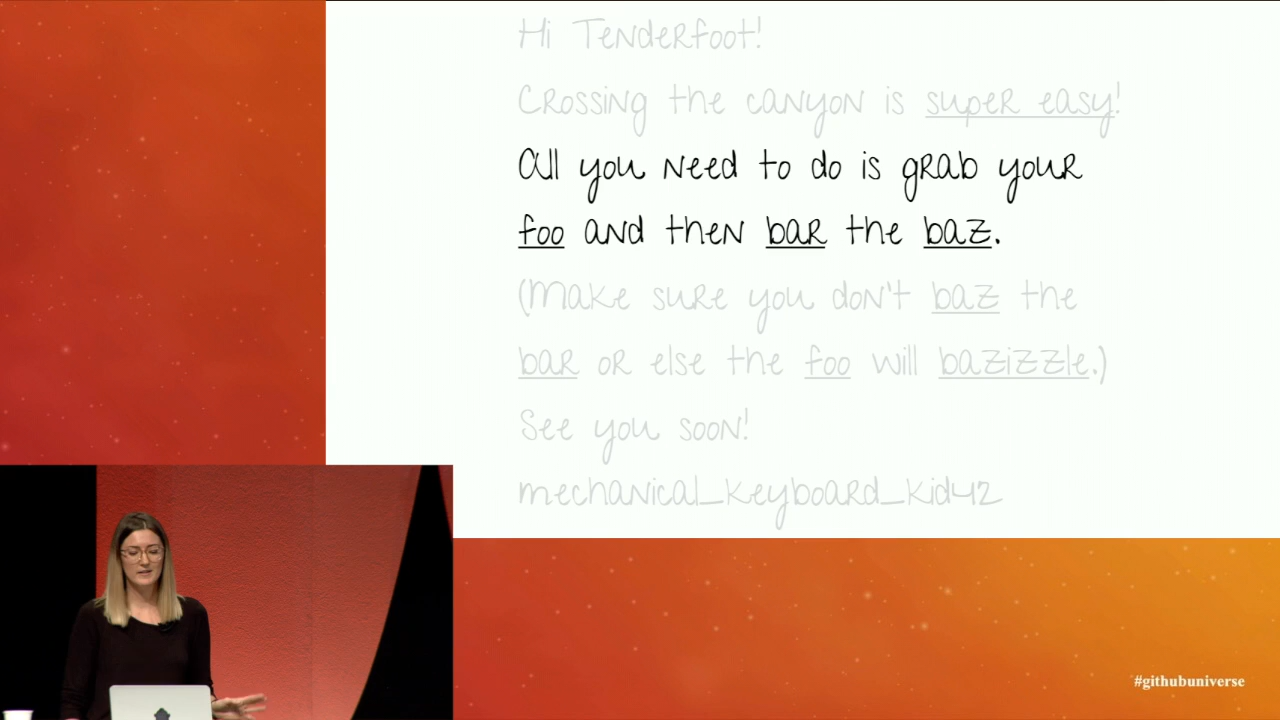 Hi Tenderfoot!
Crossing the canyon is super easy!
All you need to do is grab your
foo and then bar the baz.
(Make sure you don't baz the
bar or else the foo will bazizzle.)
See you soon!
mechanical_keyboard_kid42
#githubuniverse